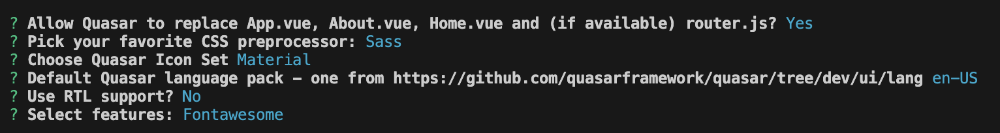 ? Allow Quasar to replace App.vue, About.vue, Home.vue and (if available) router.js? Yes
? Pick your favorite CSS preprocessor: Sass
? Choose Quasar Icon Set Material
? Default Quasar language pack - one from https://github.com/quasarframework/quasar/tree/dev/ui/lang en-US
? Use RTL support? No
? Select features: Fontawesome